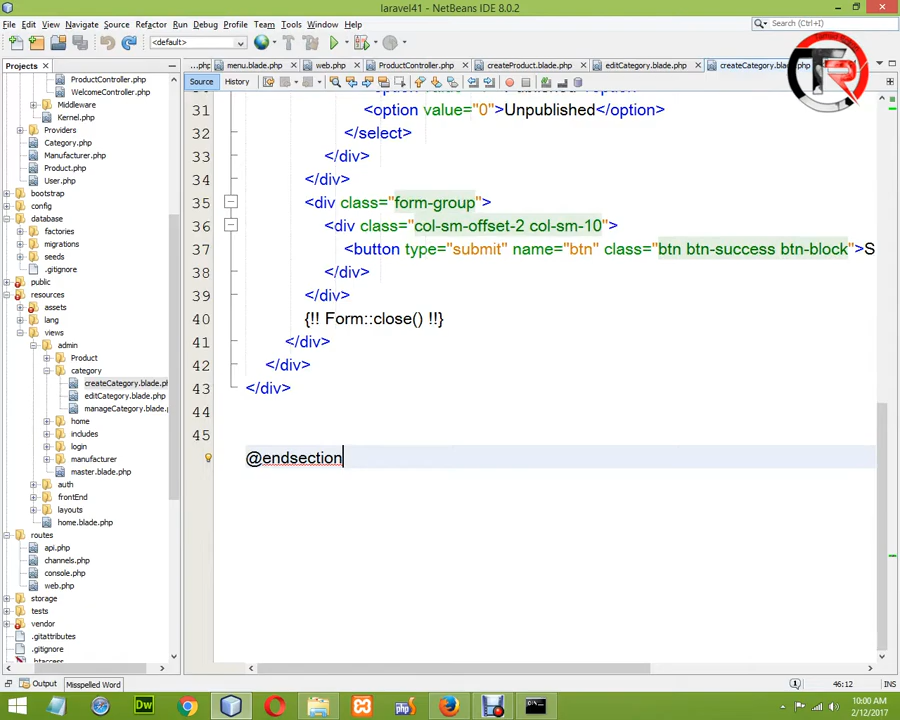 laravel41 - NetBeans IDE 8.0.2
File Edit View Navigate Source Refactor Run Debug Profile Team Tools Window Help
Search (Ctrl+I)
<default>
Projects
...php menu.blade.php web.php ProductController.php createProduct.blade.php editCategory.blade.php createCategory.blade.php
Source History
ProductController.php
WelcomeController.php
Middleware
Kernel.php
Providers
Category.php
Manufacturer.php
Product.php
User.php
bootstrap
config
database
factories
migrations
seeds
.gitignore
public
resources
assets
lang
views
admin
Product
category
createCategory.blade.ph
editCategory.blade.php
manageCategory.blade.p
home
includes
login
manufacturer
master.blade.php
auth
frontEnd
layouts
home.blade.php
routes
api.php
channels.php
console.php
web.php
storage
tests
vendor
.gitattributes
.gitignore
.htaccess
31 <option value="0">Unpublished</option>
32 </select>
33 </div>
34 </div>
35 <div class="form-group">
36 <div class="col-sm-offset-2 col-sm-10">
37 <button type="submit" name="btn" class="btn btn-success btn-block">S
38 </div>
39 </div>
40 {!! Form::close() !!}
41 </div>
42 </div>
43 </div>
44
45
@endsection
Output Misspelled Word
46:12 INS
10:00 AM
2/12/2017